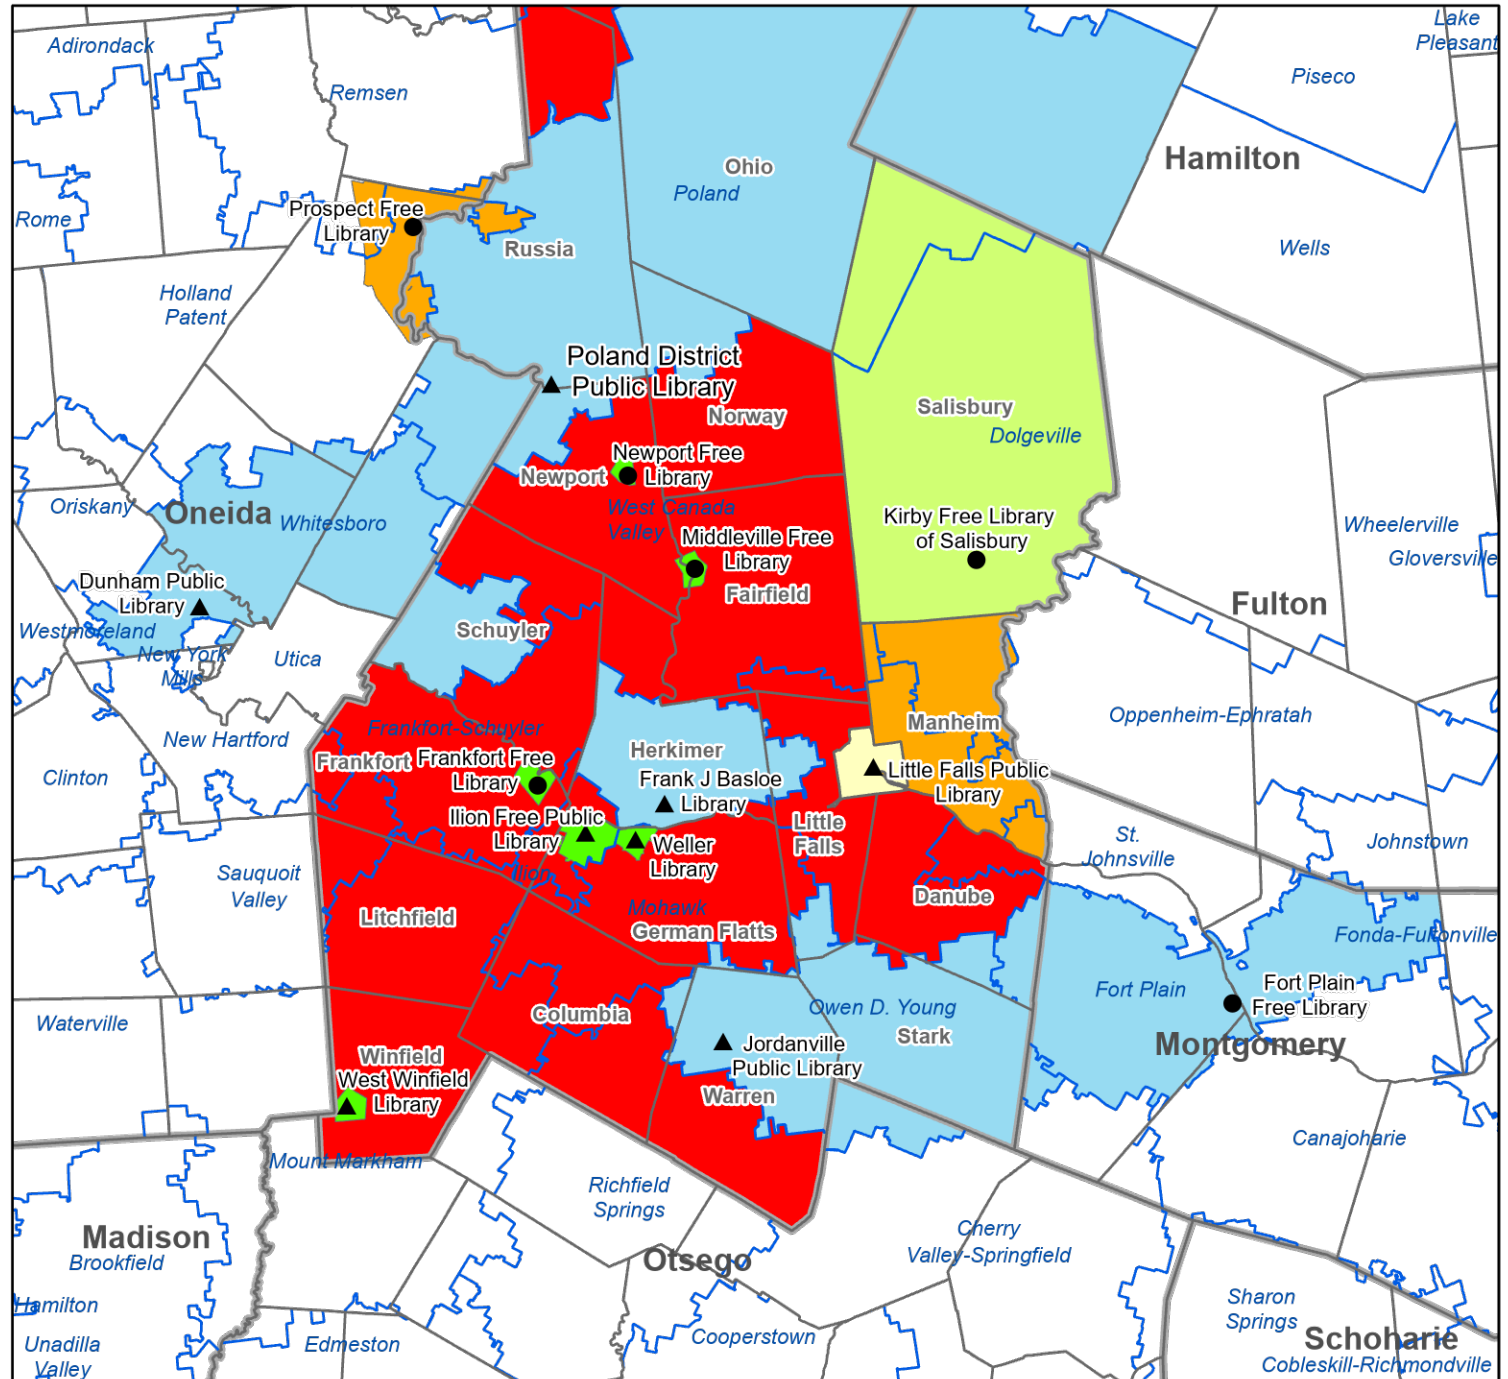 Lake
Pleasant
Adirondack
Remsen
Piseco
Hamilton
Ohio
Poland
Prospect Free
Library
Rome
Russia
Wells
Holland
Patent
Poland District
Public Library
Norway
Salisbury
Dolgeville
Newport Free
Library
Newport
Oriskany
Oneida
Whitesboro
West Canada
Valley
Kirby Free Library
of Salisbury
Wheelerville
Gloversville
Middleville Free
Library
Fairfield
Dunham Public
Library
Westmoreland
New York
Mills
Utica
Schuyler
Fulton
Frankfort-Schuyler
Manheim
Oppenheim-Ephratah
New Hartford
Clinton
Frankfort
Frankfort Free
Library
Herkimer
Frank J Basloe
Library
Little Falls Public
Library
Ilion Free Public
Library
Weller
Library
Little
Falls
St.
Johnsville
Johnstown
Sauquoit
Valley
Ilion
Mohawk
German Flatts
Danube
Litchfield
Fonda-Fultonville
Fort Plain
Fort Plain
Free Library
Waterville
Columbia
Owen D. Young
Stark
Jordanville
Public Library
Montgomery
Winfield
West Winfield
Library
Warren
Mount Markham
Canajoharie
Richfield
Springs
Madison
Brookfield
Otsego
Cherry
Valley-Springfield
Hamilton
Unadilla
Valley
Edmeston
Cooperstown
Sharon
Springs
Schoharie
Cobleskill-Richmondville